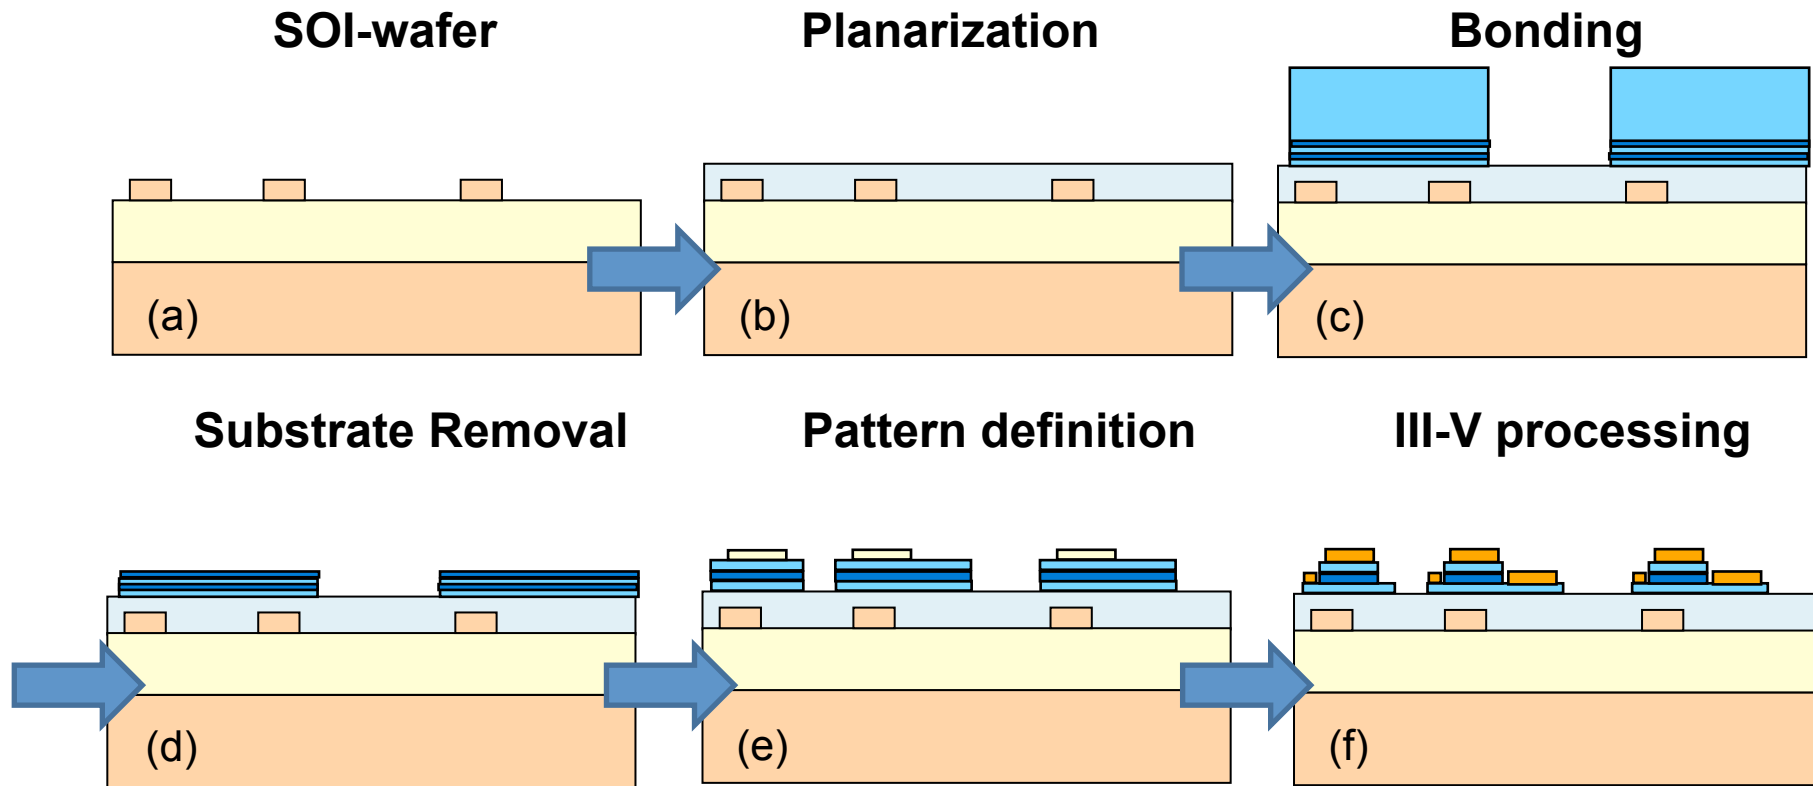 SOI-wafer
Planarization
Bonding
(a)
(b)
(c)
Substrate Removal
Pattern definition
III-V processing
(d)
(e)
(f)